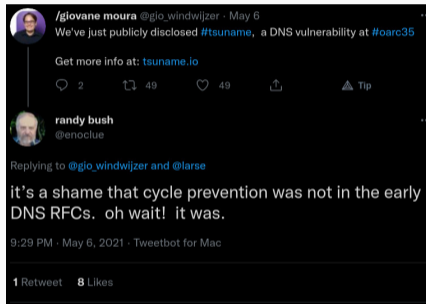 /giovane moura @gio_windwijzer · May 6
We've just publicly disclosed #tsuname, a DNS vulnerability at #oarc35
Get more info at: tsuname.io
2 49 49 Tip
randy bush
@enoclue
Replying to @gio_windwijzer and @larse
it's a shame that cycle prevention was not in the early
DNS RFCs. oh wait! it was.
9:29 PM · May 6, 2021 · Tweetbot for Mac
1 Retweet 8 Likes